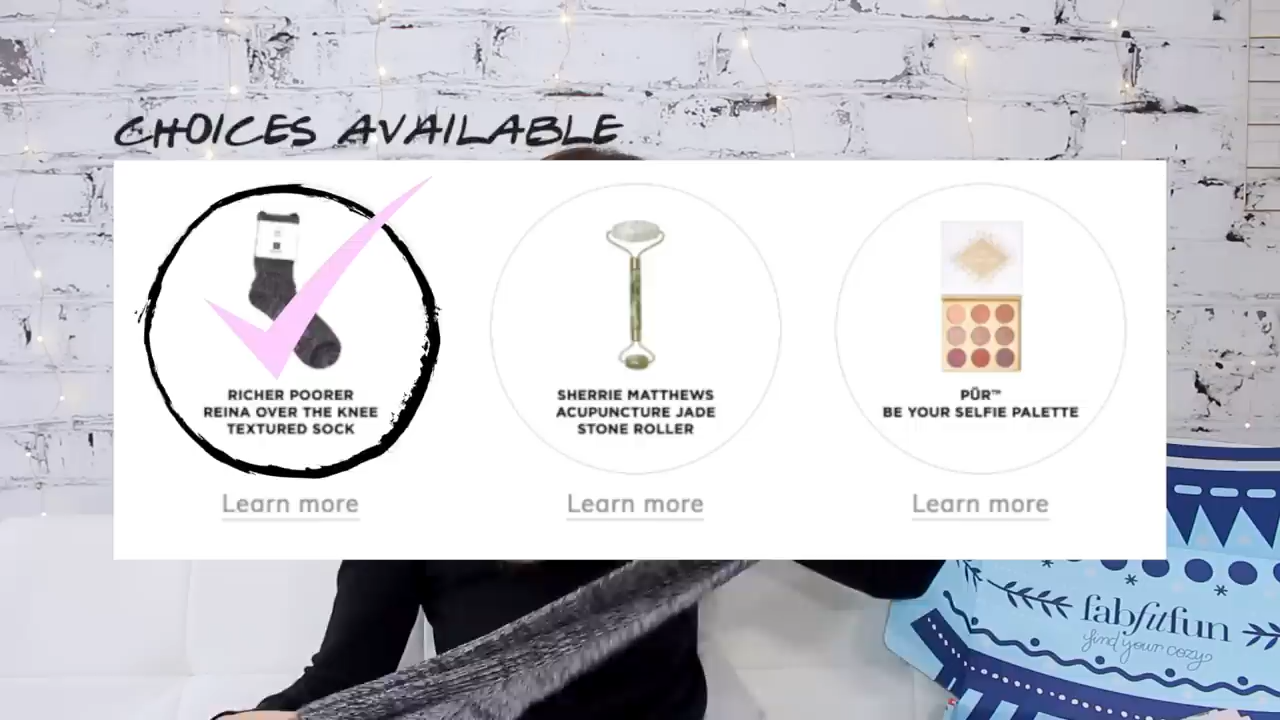 CHOICES AVAILABLE
RICHER POORER
REINA OVER THE KNEE
TEXTURED SOCK
Learn more
SHERRIE MATTHEWS
ACUPUNCTURE JADE
STONE ROLLER
Learn more
PÜR™
BE YOUR SELFIE PALETTE
Learn more
fabfitfun
find your cozy